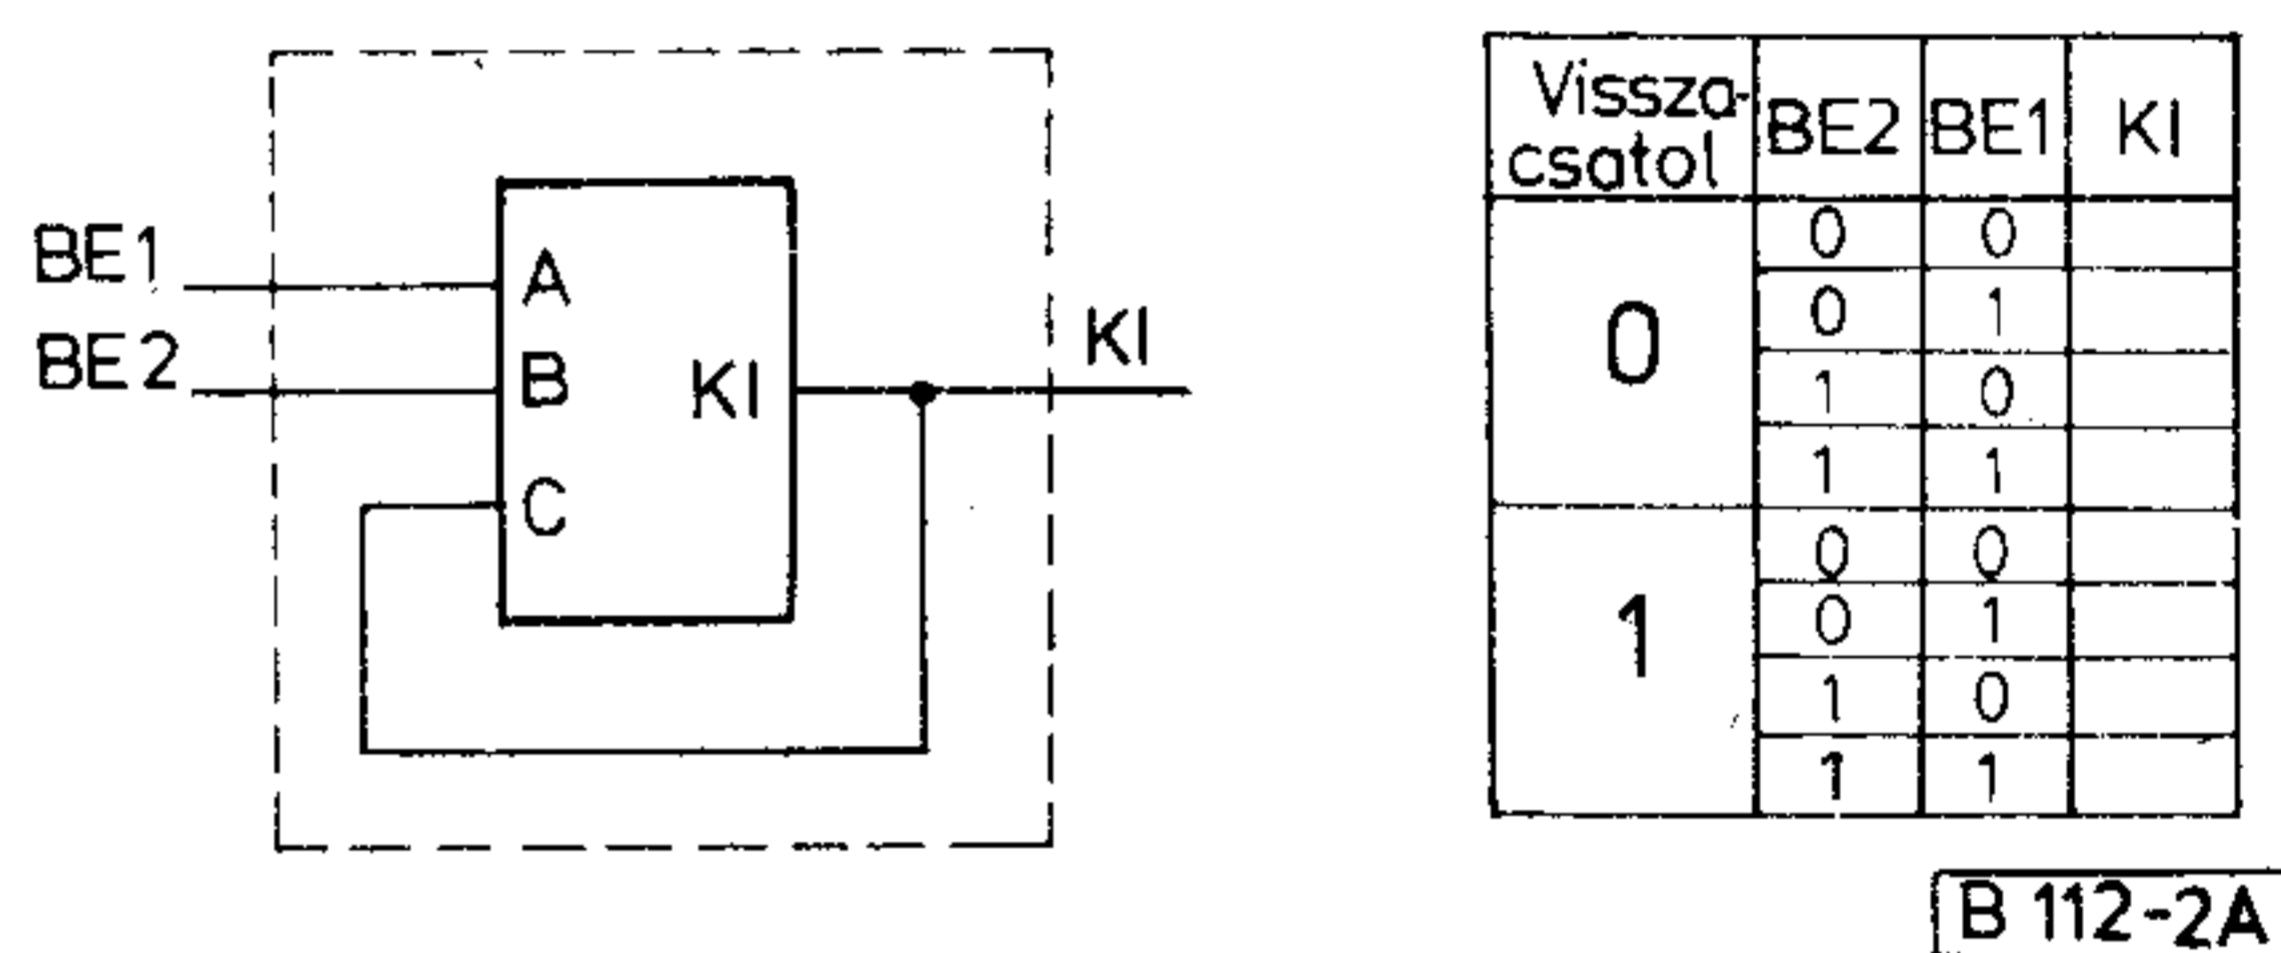 BE1
BE2
A
B
C
KI
KI
Vissza-
csatol BE2 BE1 KI
0
0 0
0 1
1 0
1 1
1
0 0
0 1
1 0
1 1
B 112-2A